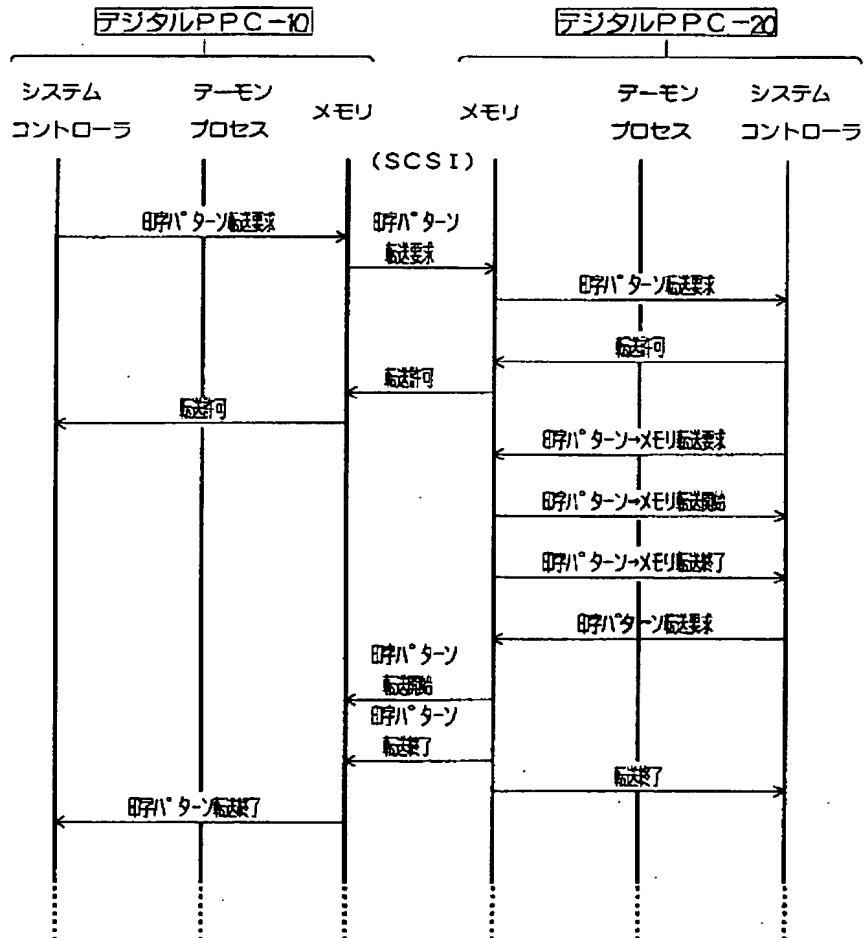 デジタルPPC-10
デジタルPPC-20
システム
コントローラ
デーモン
プロセス
メモリ
メモリ
デーモン
プロセス
システム
コントローラ
(SCSI)
印字パターン転送要求
印字パターン
転送要求
印字パターン転送要求
転送許可
転送許可
転送許可
印字パターン→メモリ転送要求
印字パターン→メモリ転送開始
印字パターン→メモリ転送終了
印字パターン転送要求
印字パターン
転送開始
印字パターン
転送終了
転送終了
印字パターン転送終了